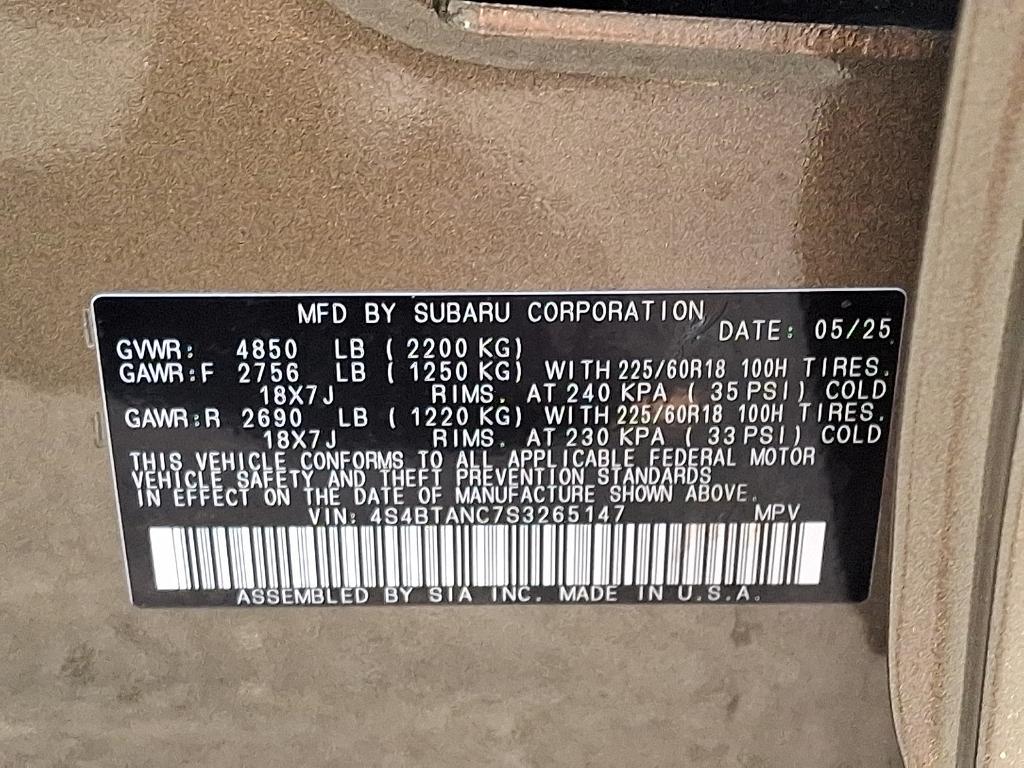 MFD BY SUBARU CORPORATION
DATE: 05/25
GVWR: 4850 LB ( 2200 KG)
GAWR:F 2756 LB ( 1250 KG) WITH 225/60R18 100H TIRES.
18X7J RIMS. AT 240 KPA ( 35 PSI) COLD
GAWR:R 2690 LB ( 1220 KG) WITH 225/60R18 100H TIRES.
18X7J RIMS. AT 230 KPA ( 33 PSI) COLD
THIS VEHICLE CONFORMS TO ALL APPLICABLE FEDERAL MOTOR
VEHICLE SAFETY AND THEFT PREVENTION STANDARDS
IN EFFECT ON THE DATE OF MANUFACTURE SHOWN ABOVE.
VIN: 4S4BTANC7S3265147 MPV
ASSEMBLED BY SIA INC. MADE IN U.S.A.